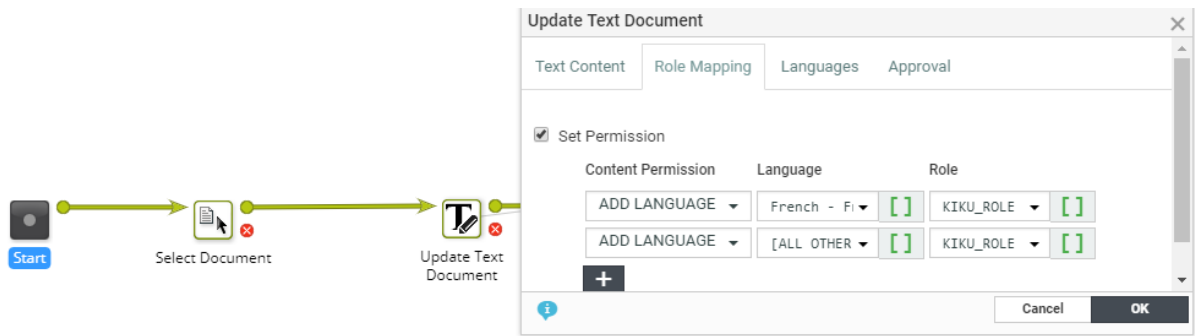 Update Text Document
Text Content Role Mapping Languages Approval
Set Permission
Content Permission Language Role
ADD LANGUAGE French - F [] KIKU_ROLE []
ADD LANGUAGE [ALL OTHER [] KIKU_ROLE []
+
Cancel OK
Start
Select Document
T
Update Text
Document